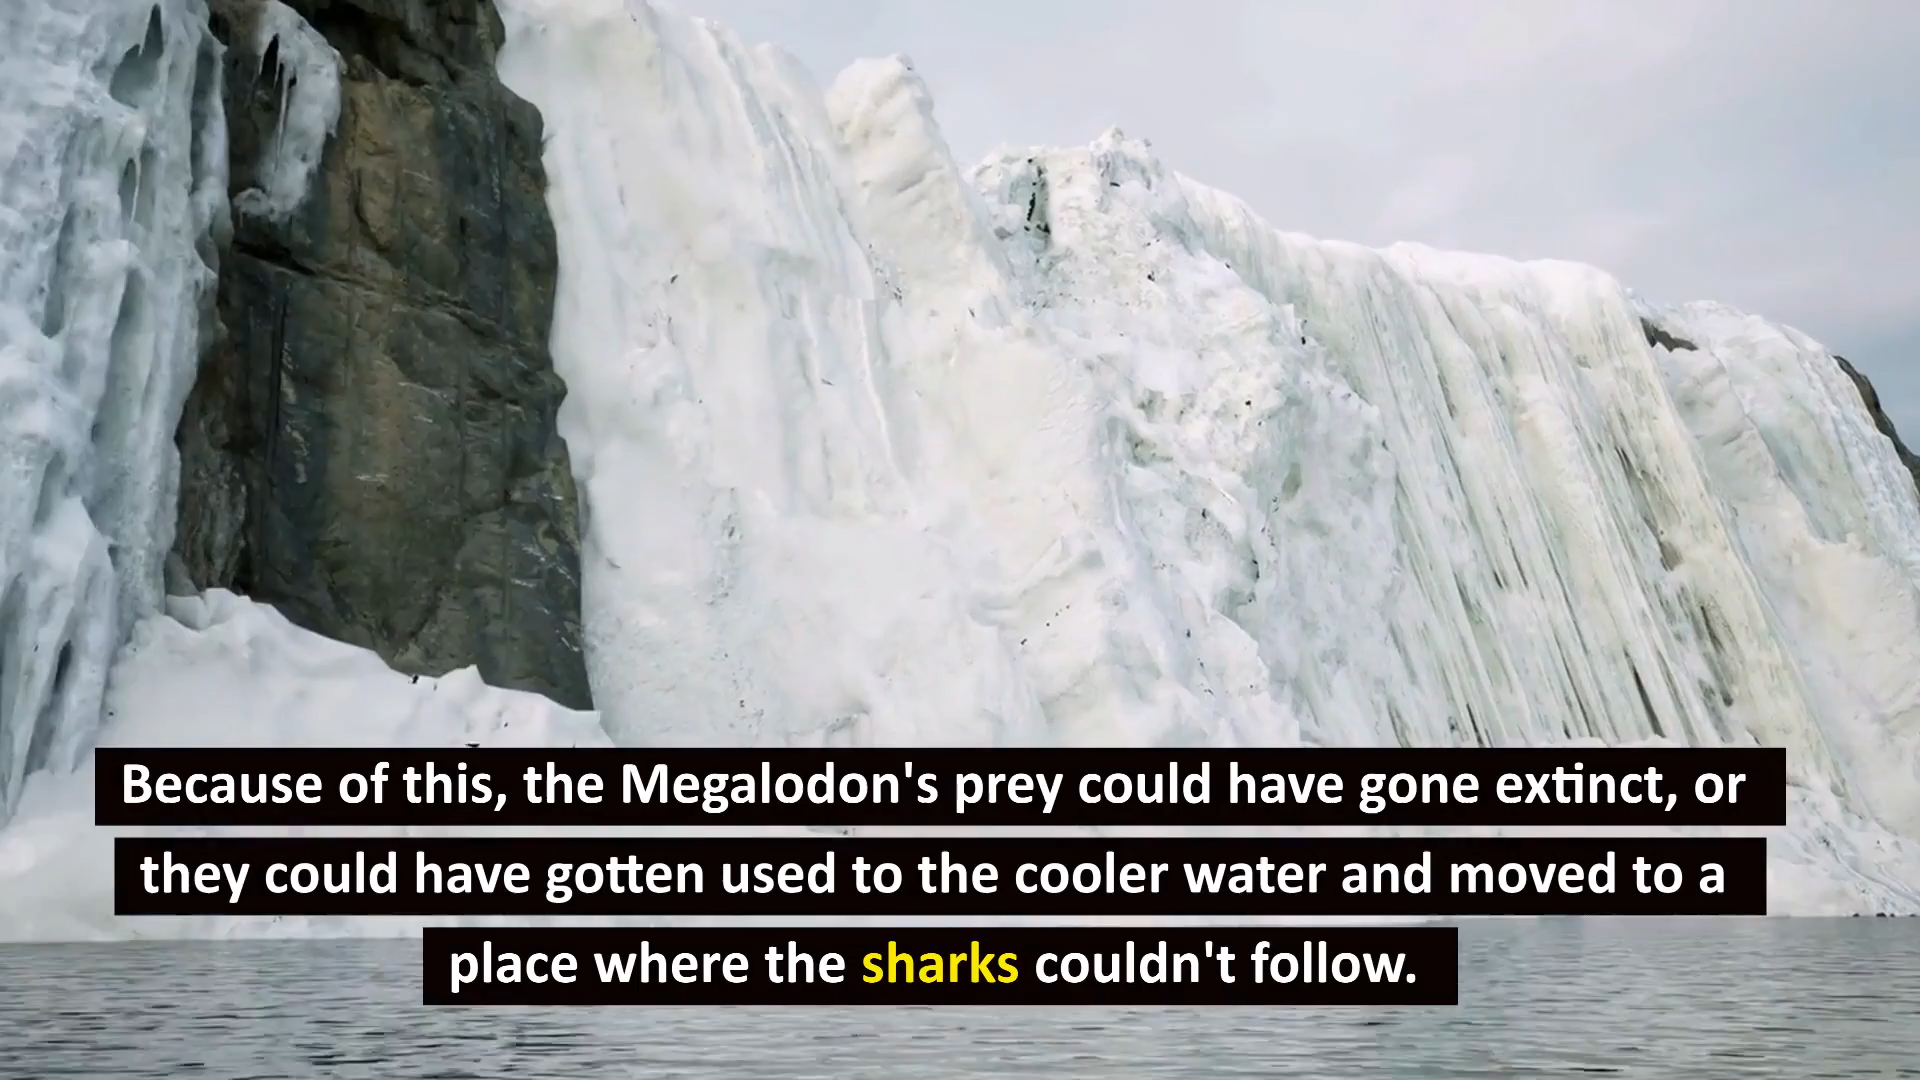 Because of this, the Megalodon's prey could have gone extinct, or
they could have gotten used to the cooler water and moved to a
place where the sharks couldn't follow.